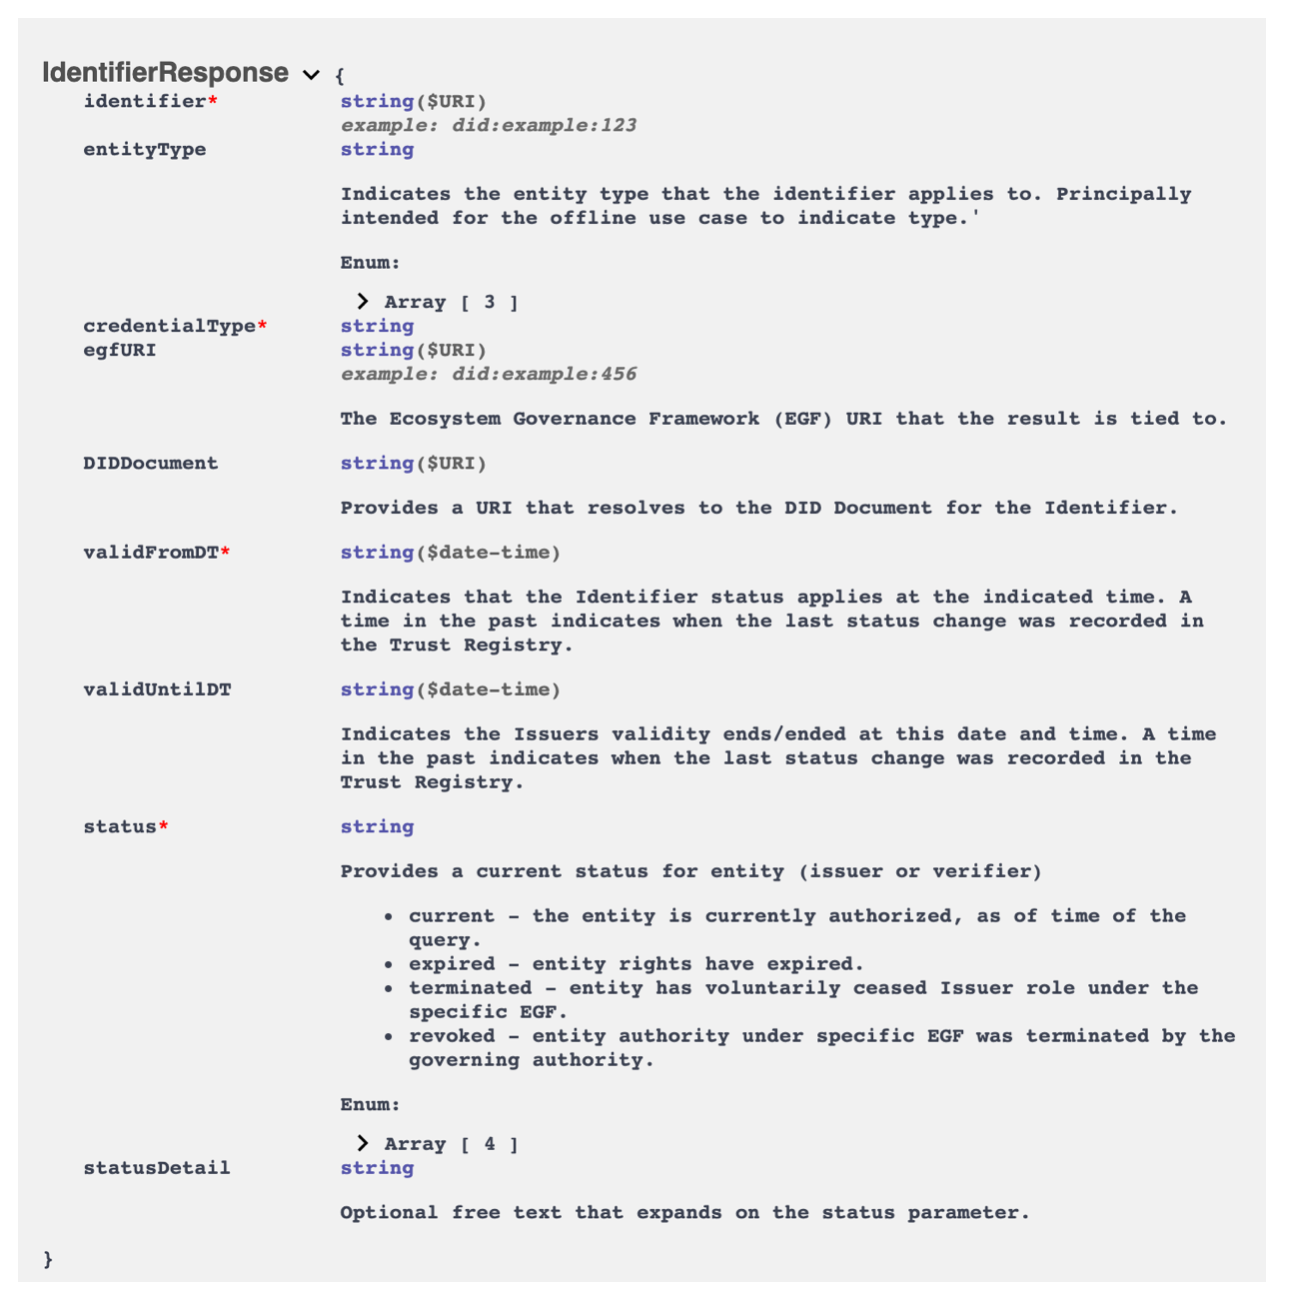 IdentifierResponse {
identifier* string($URI)
example: did:example:123
entityType string
Indicates the entity type that the identifier applies to. Principally
intended for the offline use case to indicate type.'
Enum:
Array [ 3 ]
credentialType* string
egfURI string($URI)
example: did:example:456
The Ecosystem Governance Framework (EGF) URI that the result is tied to.
DIDDocument string($URI)
Provides a URI that resolves to the DID Document for the Identifier.
validFromDT* string($date-time)
Indicates that the Identifier status applies at the indicated time. A
time in the past indicates when the last status change was recorded in
the Trust Registry.
validUntilDT string($date-time)
Indicates the Issuers validity ends/ended at this date and time. A time
in the past indicates when the last status change was recorded in the
Trust Registry.
status* string
Provides a current status for entity (issuer or verifier)
• current – the entity is currently authorized, as of time of the
query.
• expired – entity rights have expired.
• terminated – entity has voluntarily ceased Issuer role under the
specific EGF.
• revoked – entity authority under specific EGF was terminated by the
governing authority.
Enum:
Array [ 4 ]
statusDetail string
Optional free text that expands on the status parameter.
}